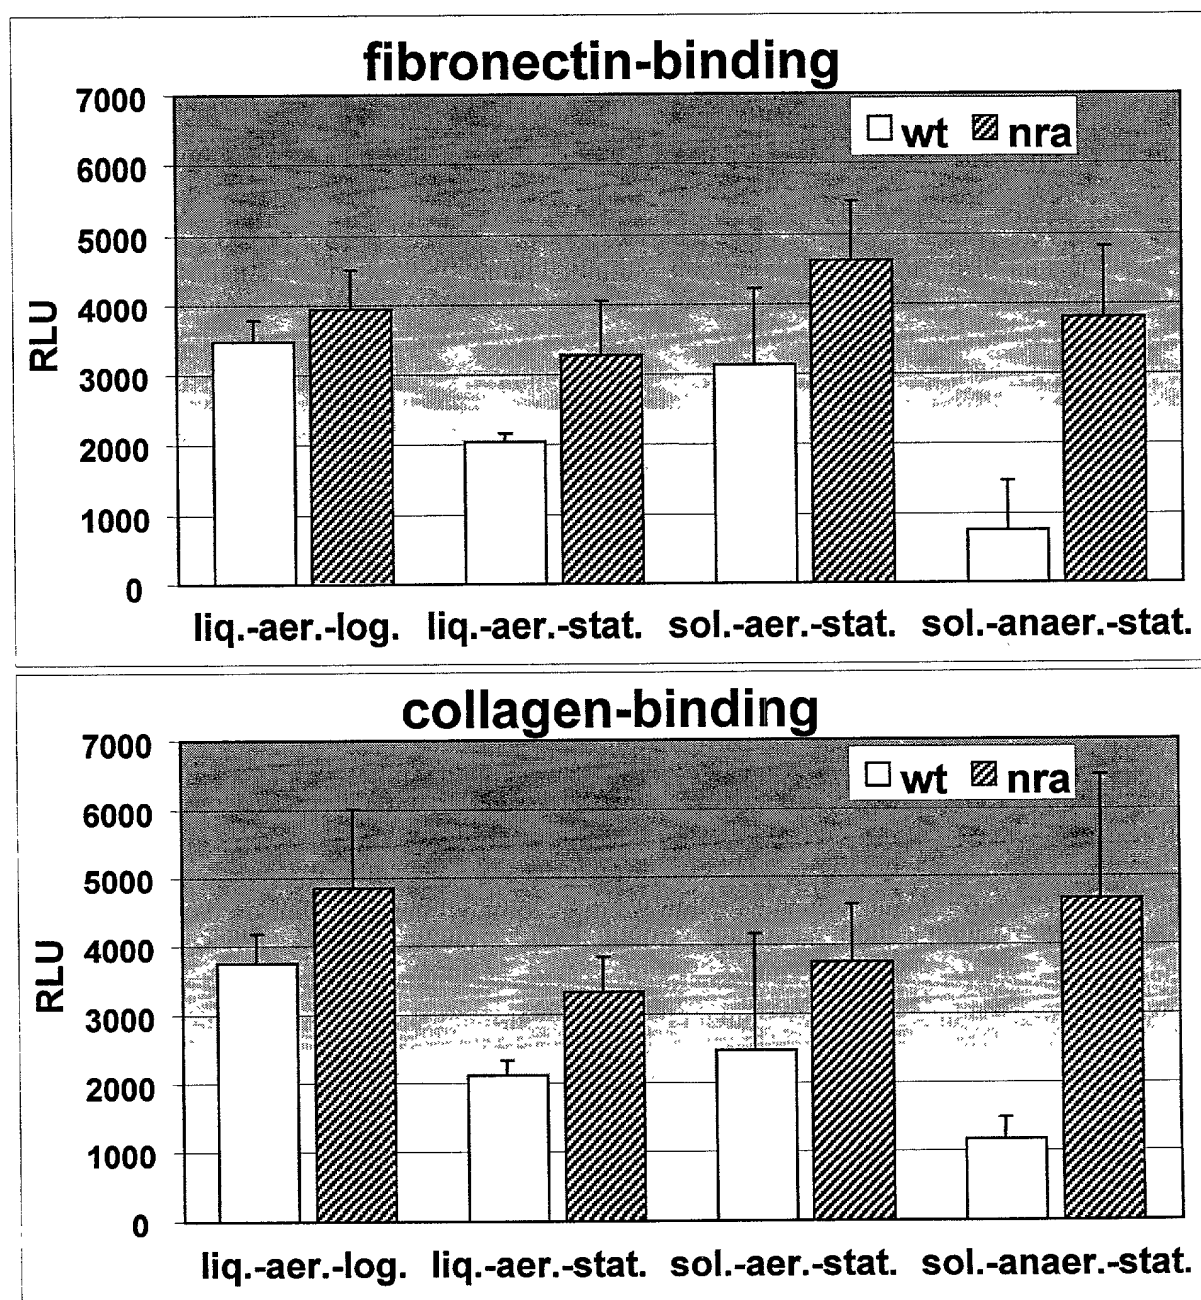 fibronectin-binding
7000
6000
5000
4000
3000
2000
1000
0
RLU
wt nra
liq.-aer.-log. liq.-aer.-stat. sol.-aer.-stat. sol.-anaer.-stat.
collagen-binding
7000
6000
5000
4000
3000
2000
1000
0
RLU
wt nra
liq.-aer.-log. liq.-aer.-stat. sol.-aer.-stat. sol.-anaer.-stat.